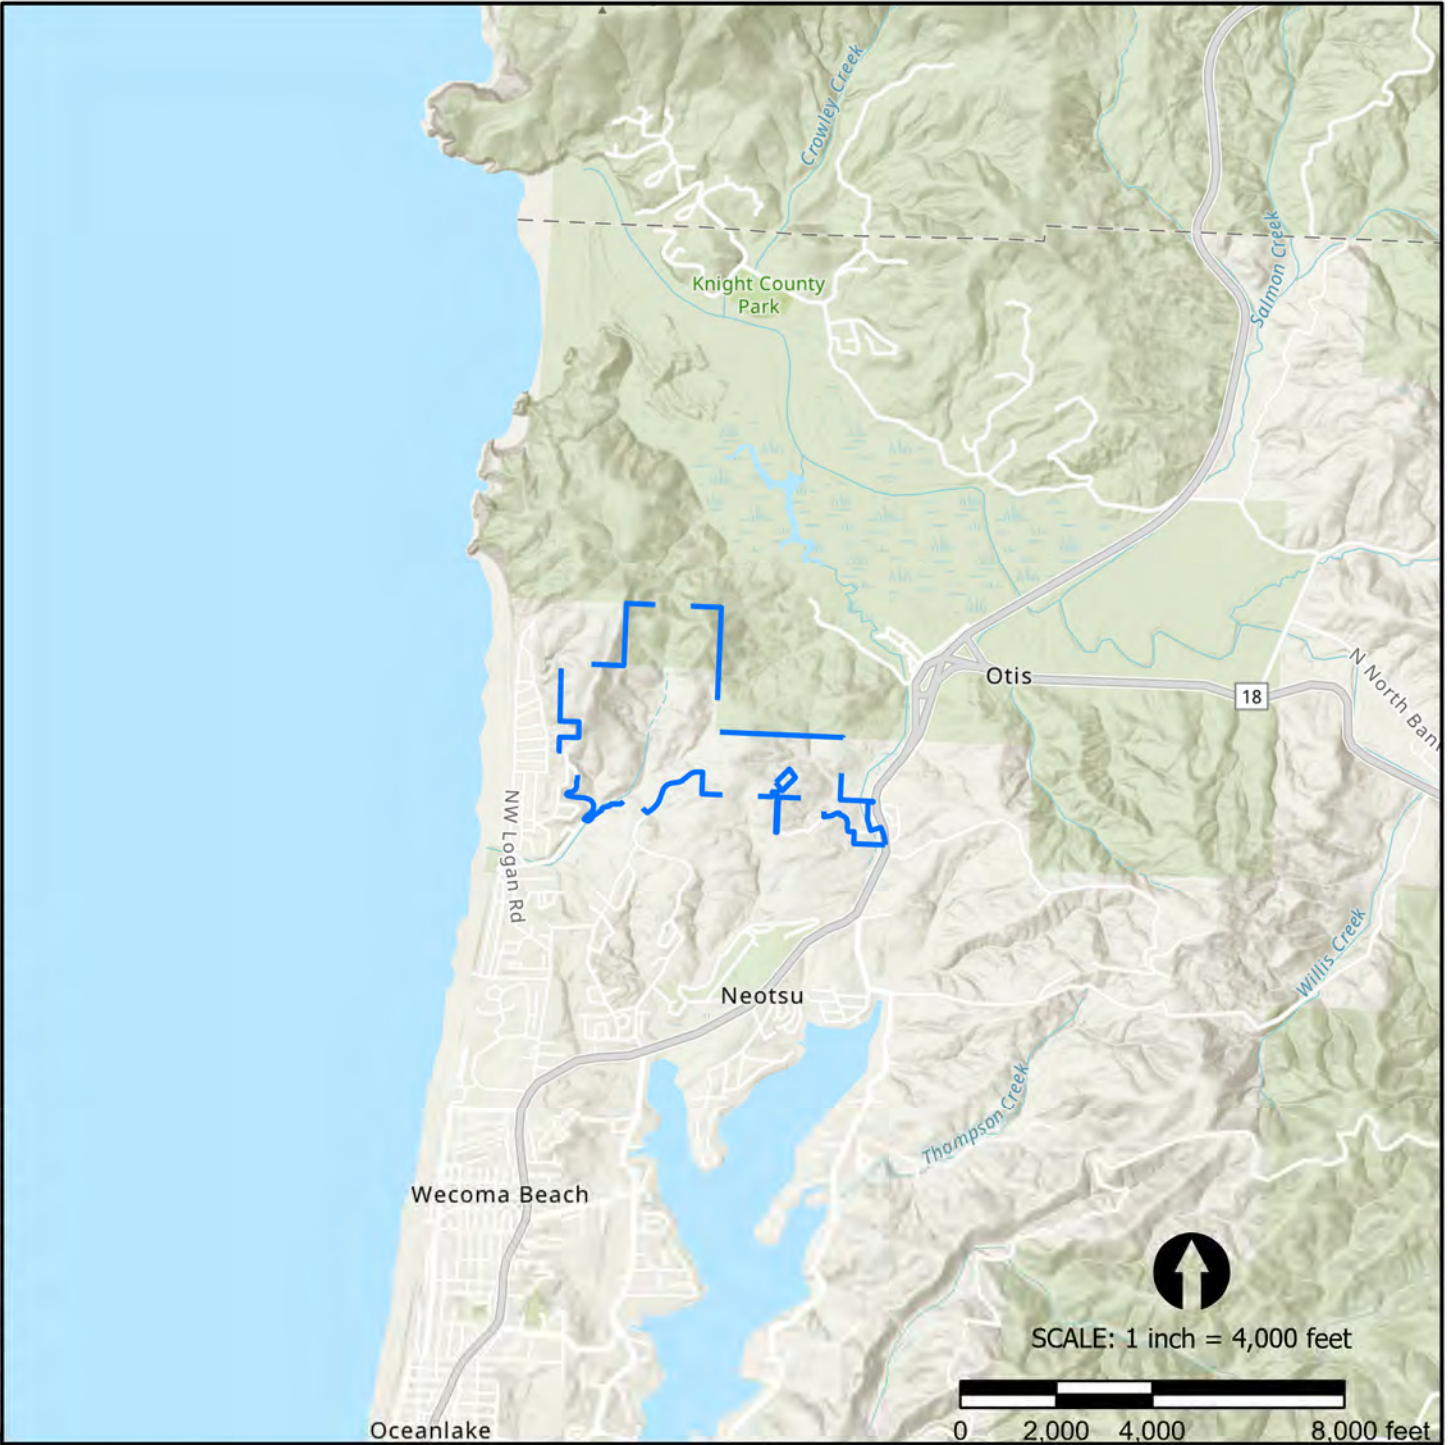 Crowley Creek
Salmon Creek
Knight County
Park
Otis
18
N North Ban
NW Logan Rd
Willis Creek
Neotsu
Thompson Creek
Wecoma Beach
SCALE: 1 inch = 4,000 feet
0 2,000 4,000 8,000 feet
Oceanlake